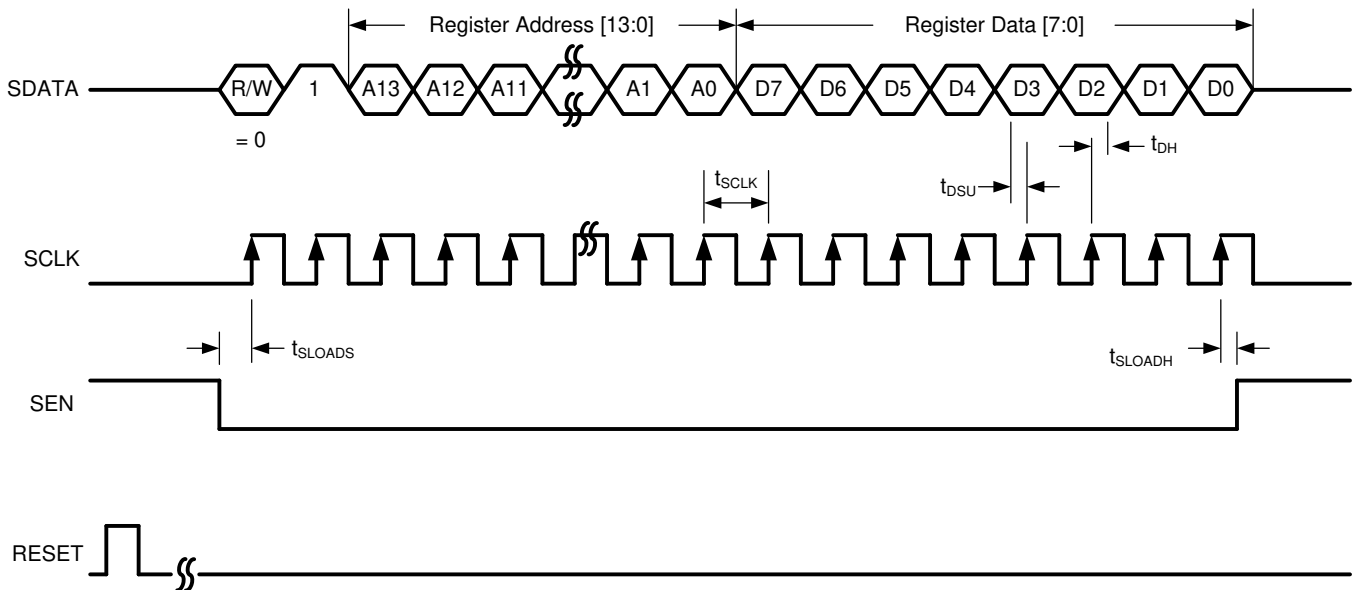 Register Address [13:0] Register Data [7:0]
SDATA R/W 1 A13 A12 A11 A1 A0 D7 D6 D5 D4 D3 D2 D1 D0
= 0
tDH
tSCLK
tDSU
SCLK
tSLOADS
tSLOADH
SEN
RESET